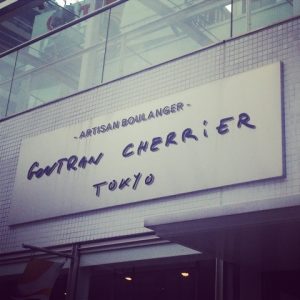 - ARTISAN BOULANGER -
GONTRAN CHERRIER
TOKYO